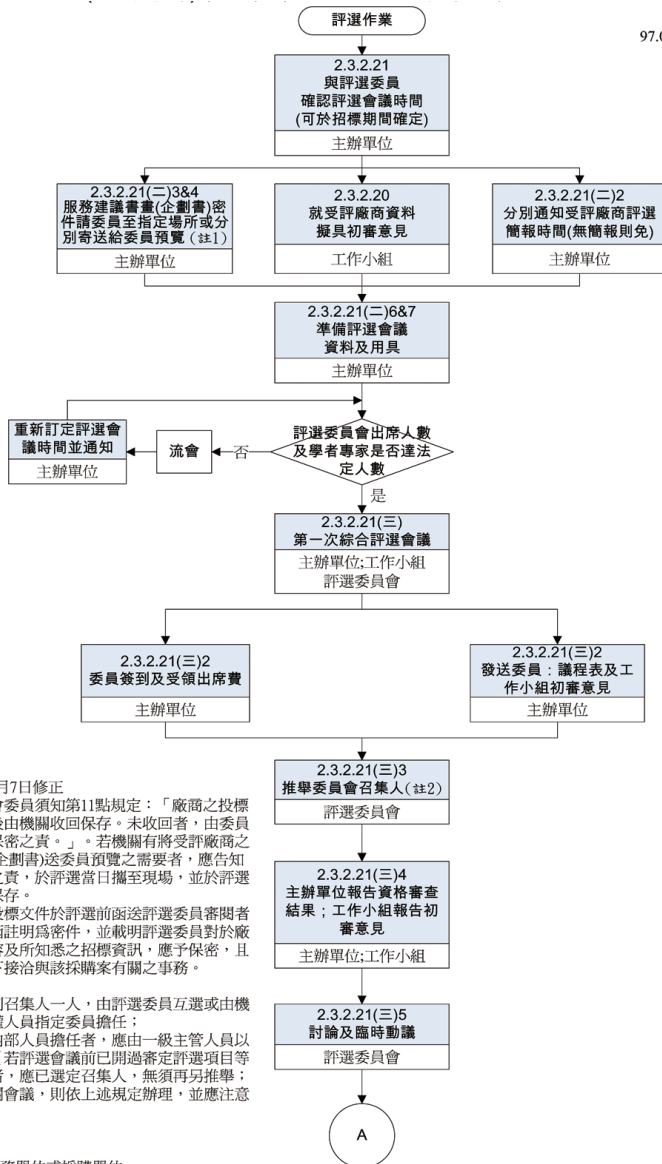 評選作業
97.0
2.3.2.21
與評選委員
確認評選會議時間
(可於招標期間確定)
主辦單位
2.3.2.21(二)3&4
服務建議書畫(企劃書)密
件請委員至指定場所或分
別寄送給委員預覽(註1)
主辦單位
2.3.2.20
就受評廠商資料
擬具初審意見
工作小組
2.3.2.21(二)2
分別通知受評廠商評選
簡報時間(無簡報則免)
主辦單位
2.3.2.21(二)6&7
準備評選會議
資料及用具
主辦單位
重新訂定評選會
議時間並通知
主辦單位
流會
否
評選委員會出席人數
及學者專家是否達法
定人數
是
2.3.2.21(三)
第一次綜合評選會議
主辦單位;工作小組
評選委員會
2.3.2.21(三)2
委員簽到及受領出席費
主辦單位
2.3.2.21(三)2
發送委員：議程表及工
作小組初審意見
主辦單位
2.3.2.21(三)3
推舉委員會召集人(註2)
評選委員會
2.3.2.21(三)4
主辦單位報告資格審查
結果；工作小組報告初
審意見
主辦單位;工作小組
2.3.2.21(三)5
討論及臨時動議
評選委員會
A
月7日修正
會委員須知第11點規定：「廠商之投標
後由機關收回保存。未收回者，由委員
保密之責。」。若機關有將受評廠商之
企劃書)送委員預覽之需要者，應告知
之責，於評選當日攜至現場，並於評選
保存。
投標文件於評選前函送評選委員審閱者
面註明為密件，並載明評選委員對於廠
容及所知悉之招標資訊，應予保密，且
下接洽與該採購案有關之事務。
召集人一人，由評選委員互選或由機
人員指定委員擔任；
內部人員擔任者，應由一級主管人員以
若評選會議前已開過審定評選項目等
者，應已選定召集人，無須再另推舉；
開會議，則依上述規定辦理，並應注意